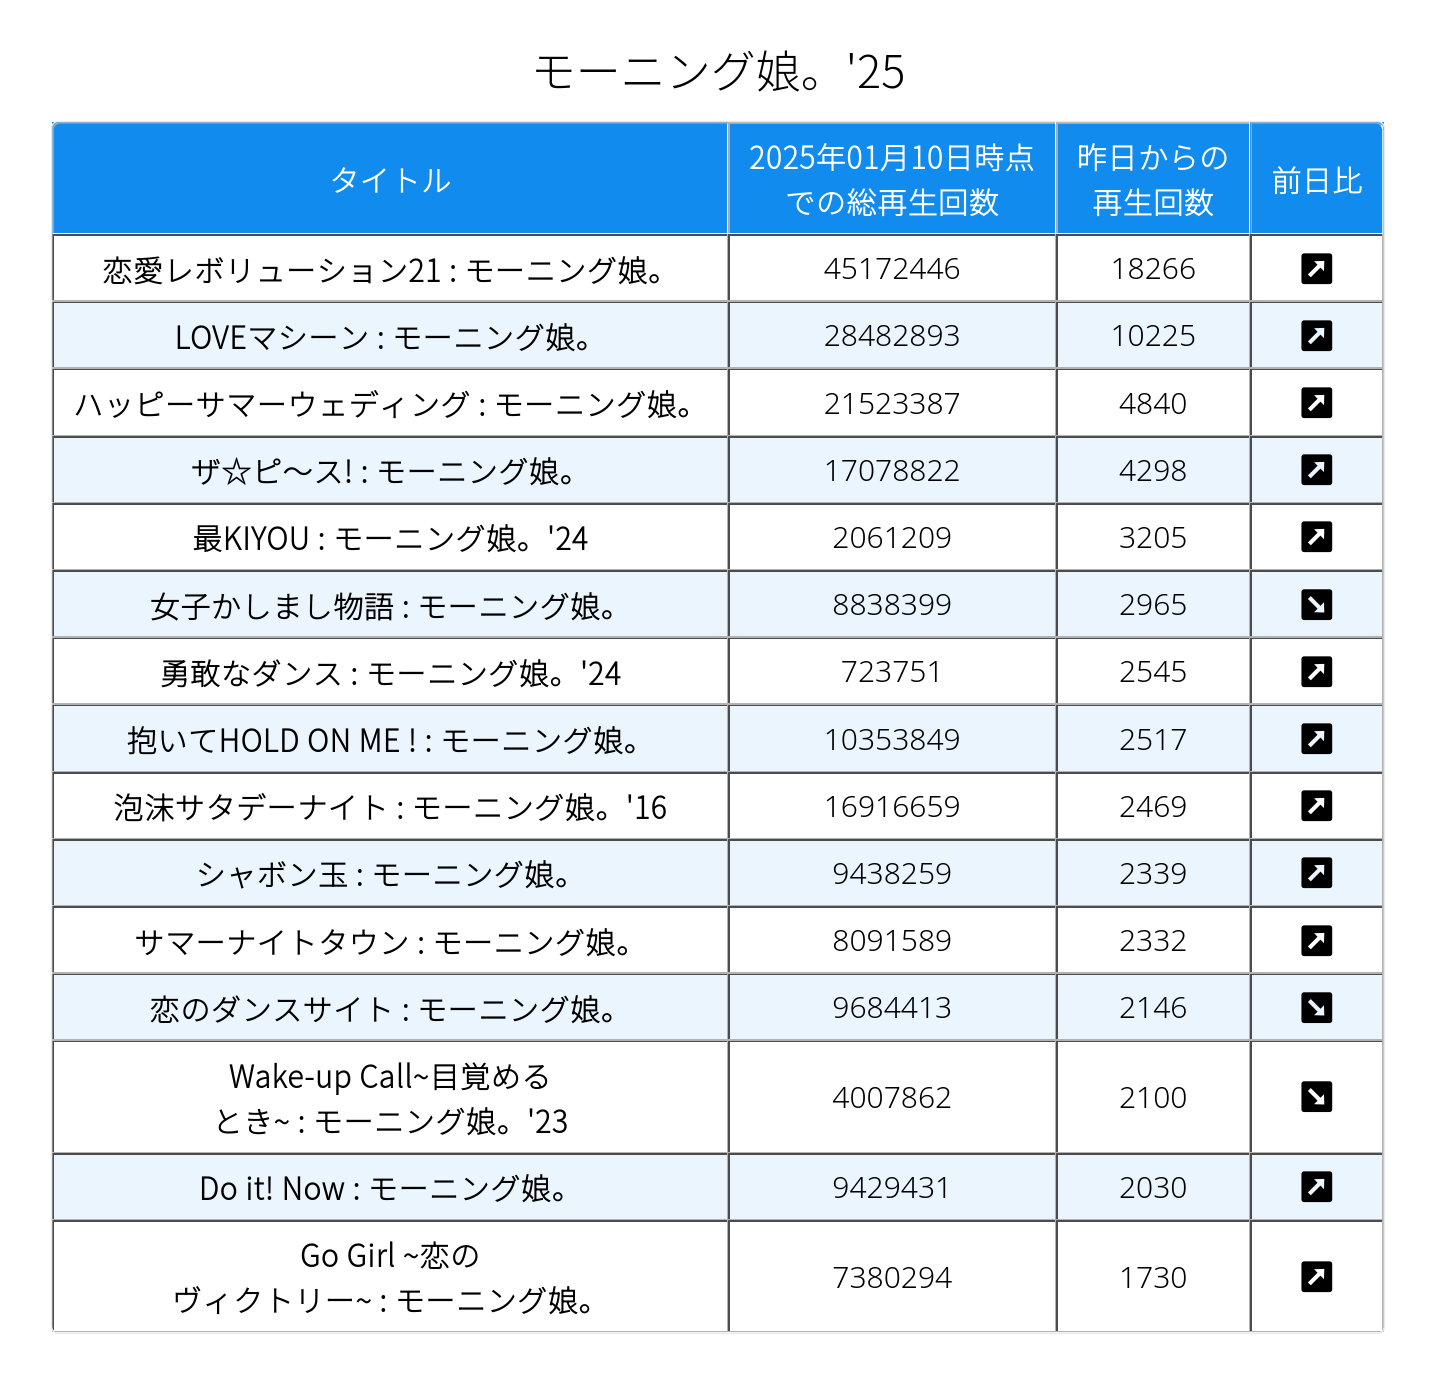 モーニング娘。'25
タイトル
2025年01月10日時点
での総再生回数
昨日からの
再生回数
前日比
恋愛レボリューション21 : モーニング娘。 45172446 18266 ↗
LOVEマシーン : モーニング娘。 28482893 10225 ↗
ハッピーサマーウェディング : モーニング娘。 21523387 4840 ↗
ザ☆ピ〜ス! : モーニング娘。 17078822 4298 ↗
最KIYOU : モーニング娘。'24 2061209 3205 ↗
女子かしまし物語 : モーニング娘。 8838399 2965 ↘
勇敢なダンス : モーニング娘。'24 723751 2545 ↗
抱いてHOLD ON ME ! : モーニング娘。 10353849 2517 ↗
泡沫サタデーナイト : モーニング娘。'16 16916659 2469 ↗
シャボン玉 : モーニング娘。 9438259 2339 ↗
サマーナイトタウン : モーニング娘。 8091589 2332 ↗
恋のダンスサイト : モーニング娘。 9684413 2146 ↘
Wake-up Call~目覚める
とき~ : モーニング娘。'23 4007862 2100 ↘
Do it! Now : モーニング娘。 9429431 2030 ↗
Go Girl ~恋の
ヴィクトリー~ : モーニング娘。 7380294 1730 ↗